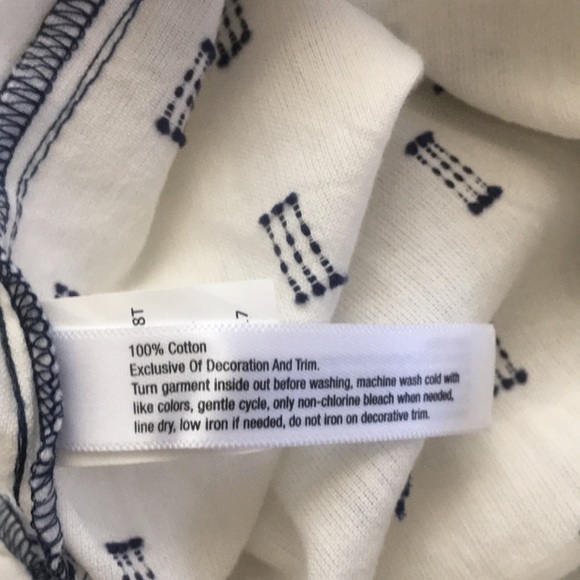 8T
.7
100% Cotton
Exclusive Of Decoration And Trim.
Turn garment inside out before washing, machine wash cold with
like colors, gentle cycle, only non-chlorine bleach when needed,
line dry, low iron if needed, do not iron on decorative trim.